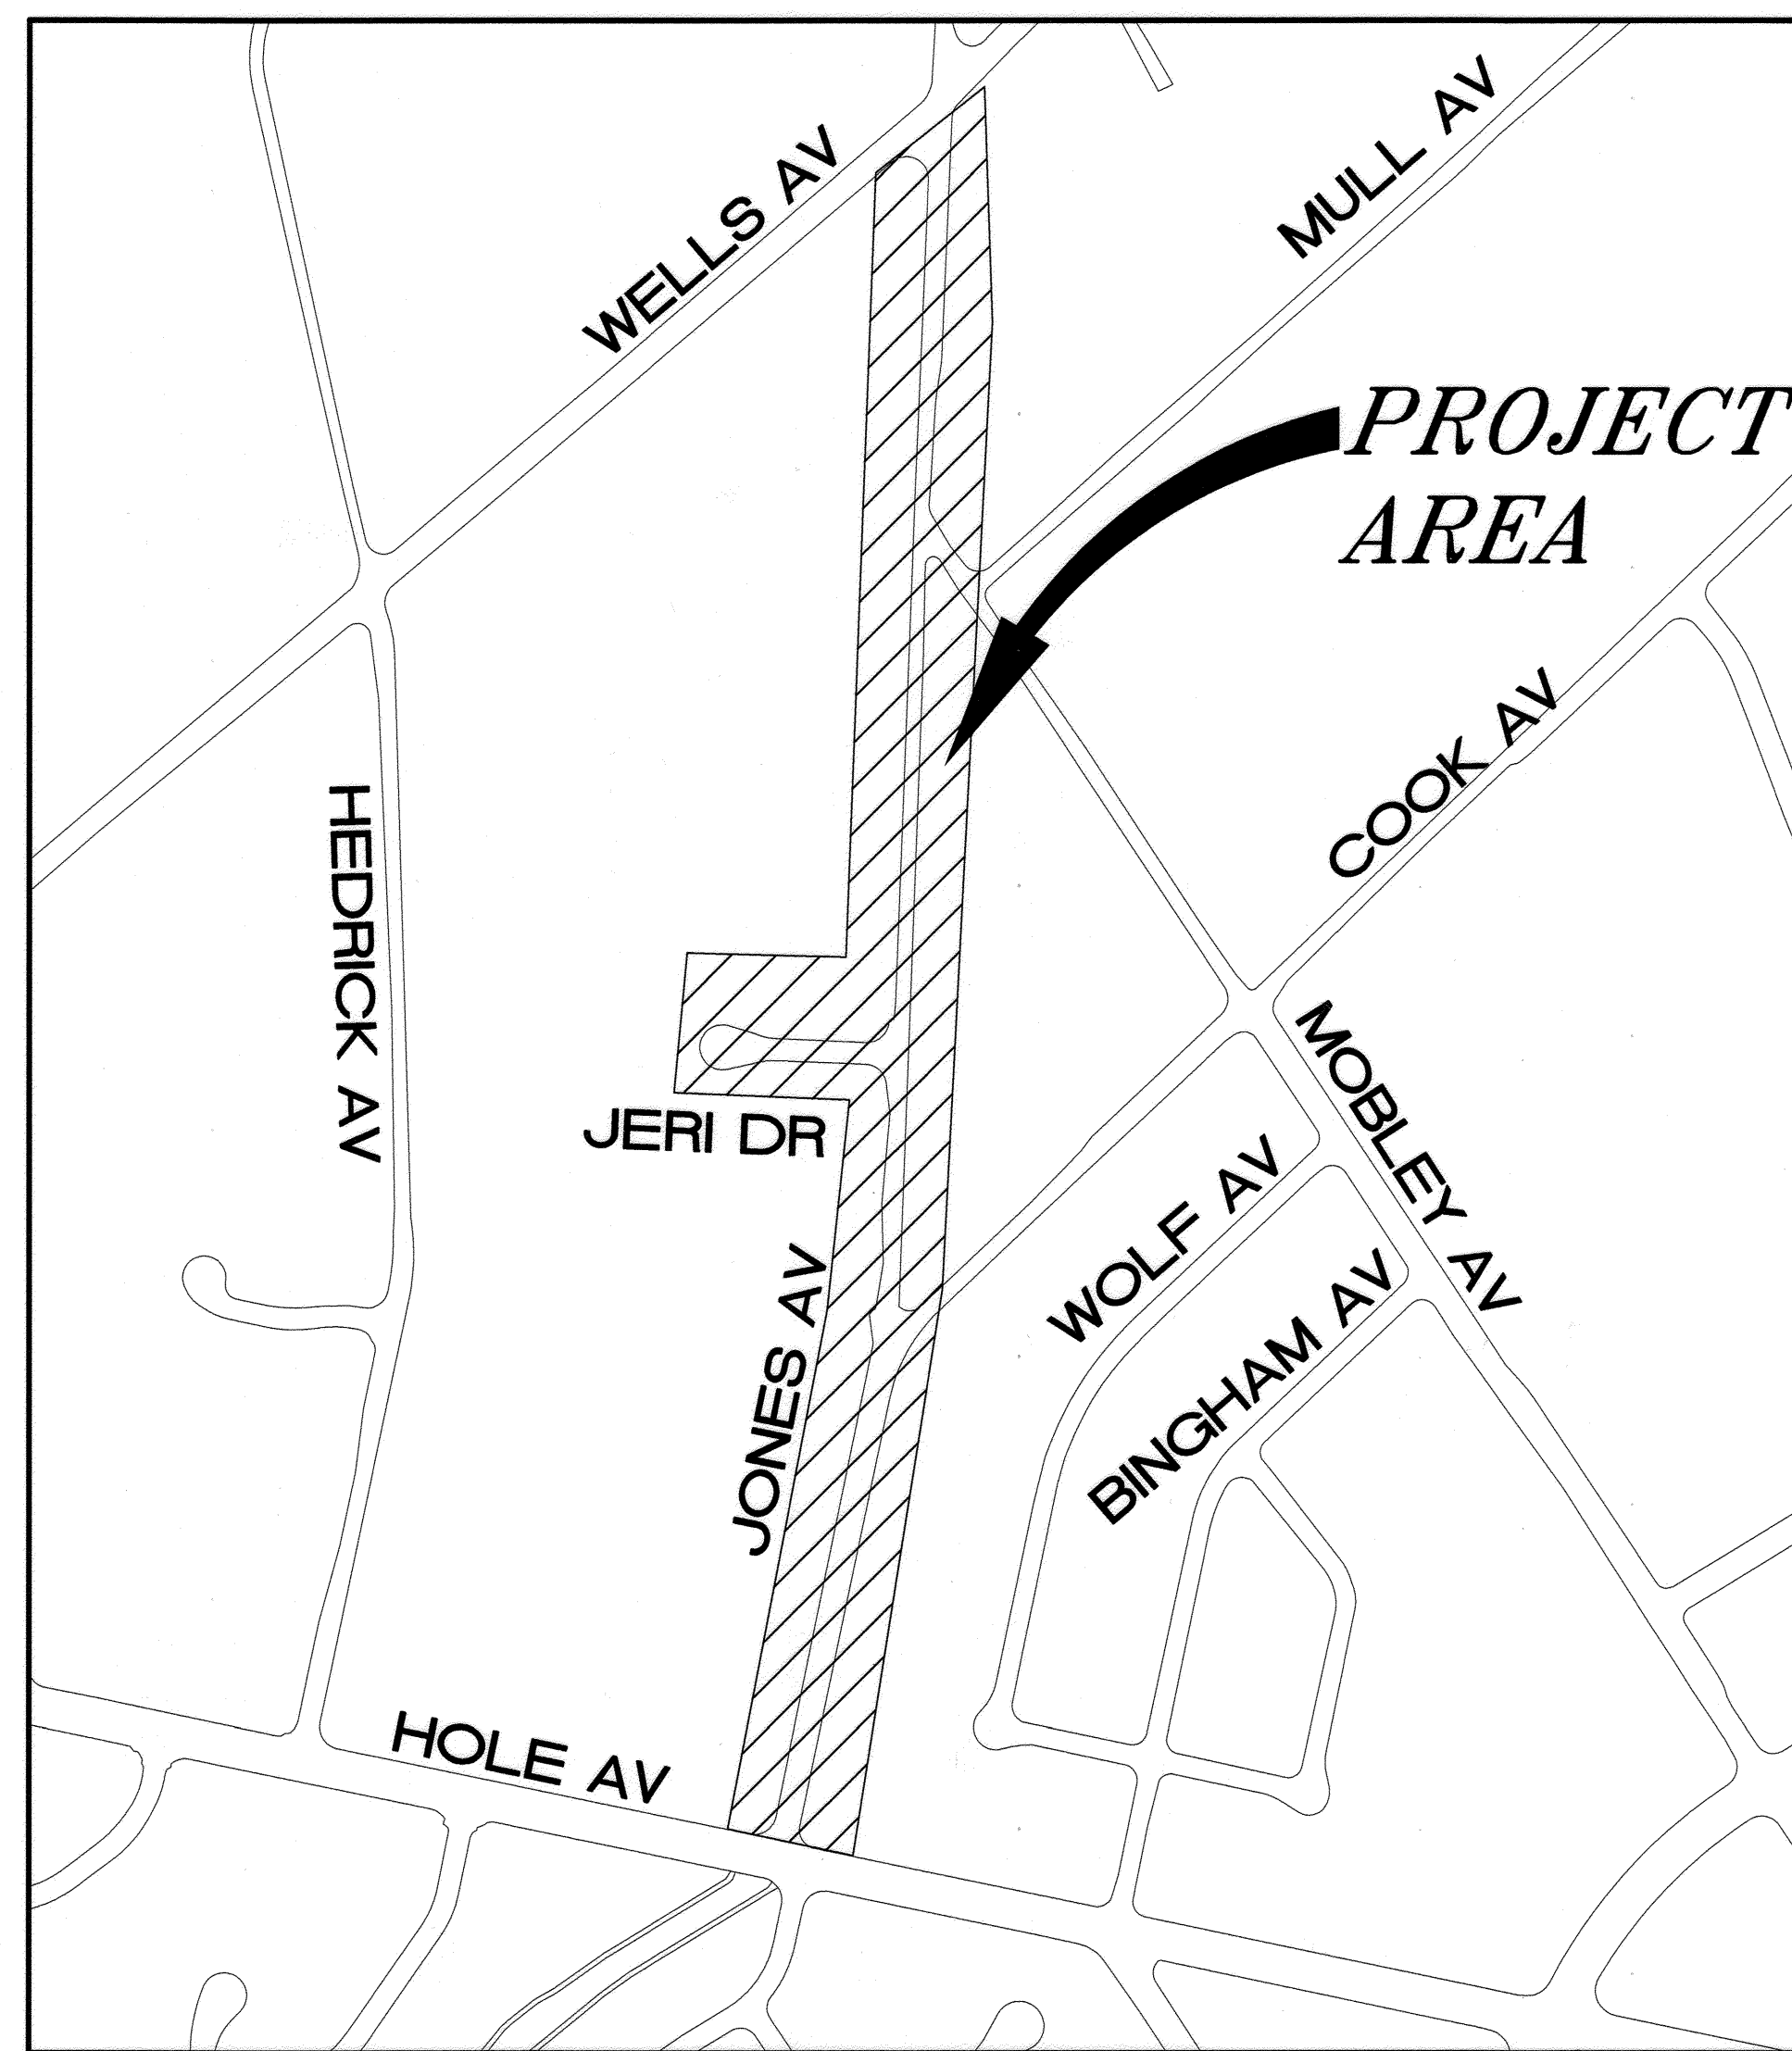 WELLS AV
MULL AV
PROJECT
AREA
COOK AV
HEDRICK AV
MOBLEY AV
JERI DR
WOLF AV
BINGHAM AV
JONES AV
HOLE AV